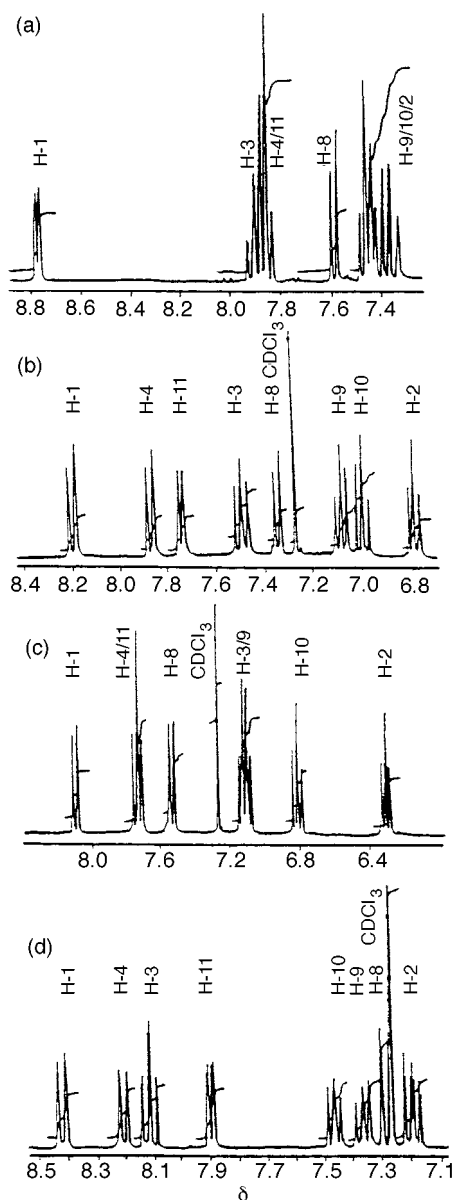 (a)
H-1
H-3
H-4/11
H-8
H-9/10/2
8.8 8.6 8.4 8.2 8.0 7.8 7.6 7.4
(b)
H-1
H-4
H-11
H-3
H-8
CDCl3
H-9
H-10
H-2
8.4 8.2 8.0 7.8 7.6 7.4 7.2 7.0 6.8
(c)
H-1
H-4/11
H-8
CDCl3
H-3/9
H-10
H-2
8.0 7.6 7.2 6.8 6.4
(d)
H-1
H-4
H-3
H-11
H-10
H-9
H-8
CDCl3
H-2
8.5 8.3 8.1 7.9 7.7 7.5 7.3 7.1
δ